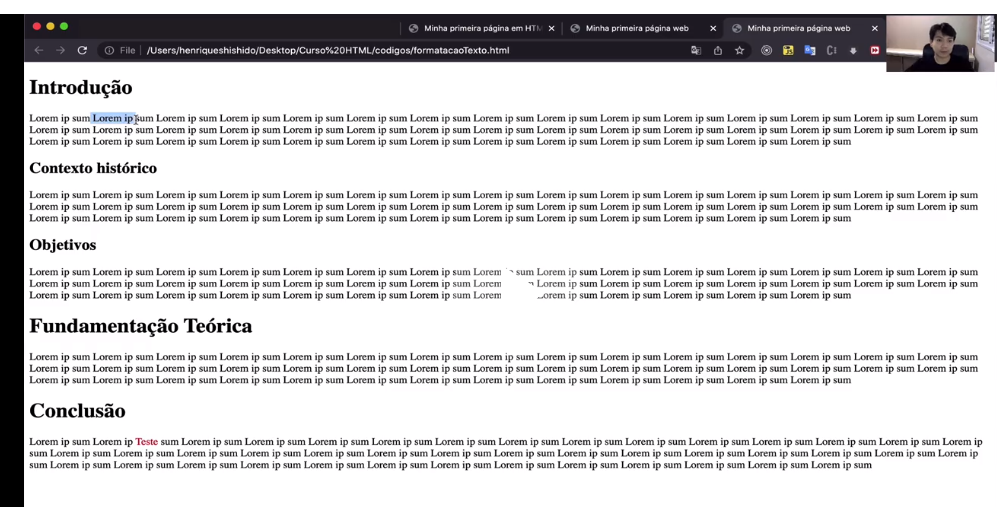 Minha primeira página em HTM
Minha primeira página web
Minha primeira página web
File | /Users/henriqueshishido/Desktop/Curso%20HTML/codigos/formatacaoTexto.html
Introdução
Lorem ip sum Lorem ip sum Lorem ip sum Lorem ip sum Lorem ip sum Lorem ip sum Lorem ip sum Lorem ip sum Lorem ip sum Lorem ip sum Lorem ip sum Lorem ip sum Lorem ip sum Lorem ip sum Lorem ip sum
Lorem ip sum Lorem ip sum Lorem ip sum Lorem ip sum Lorem ip sum Lorem ip sum Lorem ip sum Lorem ip sum Lorem ip sum Lorem ip sum Lorem ip sum Lorem ip sum Lorem ip sum Lorem ip sum Lorem ip sum
Lorem ip sum Lorem ip sum Lorem ip sum Lorem ip sum Lorem ip sum Lorem ip sum Lorem ip sum Lorem ip sum Lorem ip sum Lorem ip sum Lorem ip sum Lorem ip sum Lorem ip sum
Contexto histórico
Lorem ip sum Lorem ip sum Lorem ip sum Lorem ip sum Lorem ip sum Lorem ip sum Lorem ip sum Lorem ip sum Lorem ip sum Lorem ip sum Lorem ip sum Lorem ip sum Lorem ip sum Lorem ip sum Lorem ip sum
Lorem ip sum Lorem ip sum Lorem ip sum Lorem ip sum Lorem ip sum Lorem ip sum Lorem ip sum Lorem ip sum Lorem ip sum Lorem ip sum Lorem ip sum Lorem ip sum Lorem ip sum Lorem ip sum Lorem ip sum
Lorem ip sum Lorem ip sum Lorem ip sum Lorem ip sum Lorem ip sum Lorem ip sum Lorem ip sum Lorem ip sum Lorem ip sum Lorem ip sum Lorem ip sum Lorem ip sum Lorem ip sum
Objetivos
Lorem ip sum Lorem ip sum Lorem ip sum Lorem ip sum Lorem ip sum Lorem ip sum Lorem ip sum Lorem sum Lorem ip sum Lorem ip sum Lorem ip sum Lorem ip sum Lorem ip sum Lorem ip sum Lorem ip sum
Lorem ip sum Lorem ip sum Lorem ip sum Lorem ip sum Lorem ip sum Lorem ip sum Lorem ip sum Lorem Lorem ip sum Lorem ip sum Lorem ip sum Lorem ip sum Lorem ip sum Lorem ip sum Lorem ip sum
Lorem ip sum Lorem ip sum Lorem ip sum Lorem ip sum Lorem ip sum Lorem ip sum Lorem ip sum Lorem Lorem ip sum Lorem ip sum Lorem ip sum Lorem ip sum Lorem ip sum
Fundamentação Teórica
Lorem ip sum Lorem ip sum Lorem ip sum Lorem ip sum Lorem ip sum Lorem ip sum Lorem ip sum Lorem ip sum Lorem ip sum Lorem ip sum Lorem ip sum Lorem ip sum Lorem ip sum Lorem ip sum Lorem ip sum
Lorem ip sum Lorem ip sum Lorem ip sum Lorem ip sum Lorem ip sum Lorem ip sum Lorem ip sum Lorem ip sum Lorem ip sum Lorem ip sum Lorem ip sum Lorem ip sum Lorem ip sum Lorem ip sum Lorem ip sum
Lorem ip sum Lorem ip sum Lorem ip sum Lorem ip sum Lorem ip sum Lorem ip sum Lorem ip sum Lorem ip sum Lorem ip sum Lorem ip sum Lorem ip sum Lorem ip sum Lorem ip sum
Conclusão
Lorem ip sum Lorem ip Teste sum Lorem ip sum Lorem ip sum Lorem ip sum Lorem ip sum Lorem ip sum Lorem ip sum Lorem ip sum Lorem ip sum Lorem ip sum Lorem ip sum Lorem ip sum Lorem ip sum Lorem ip
sum Lorem ip sum Lorem ip sum Lorem ip sum Lorem ip sum Lorem ip sum Lorem ip sum Lorem ip sum Lorem ip sum Lorem ip sum Lorem ip sum Lorem ip sum Lorem ip sum Lorem ip sum Lorem ip sum Lorem ip
sum Lorem ip sum Lorem ip sum Lorem ip sum Lorem ip sum Lorem ip sum Lorem ip sum Lorem ip sum Lorem ip sum Lorem ip sum Lorem ip sum Lorem ip sum Lorem ip sum Lorem ip sum